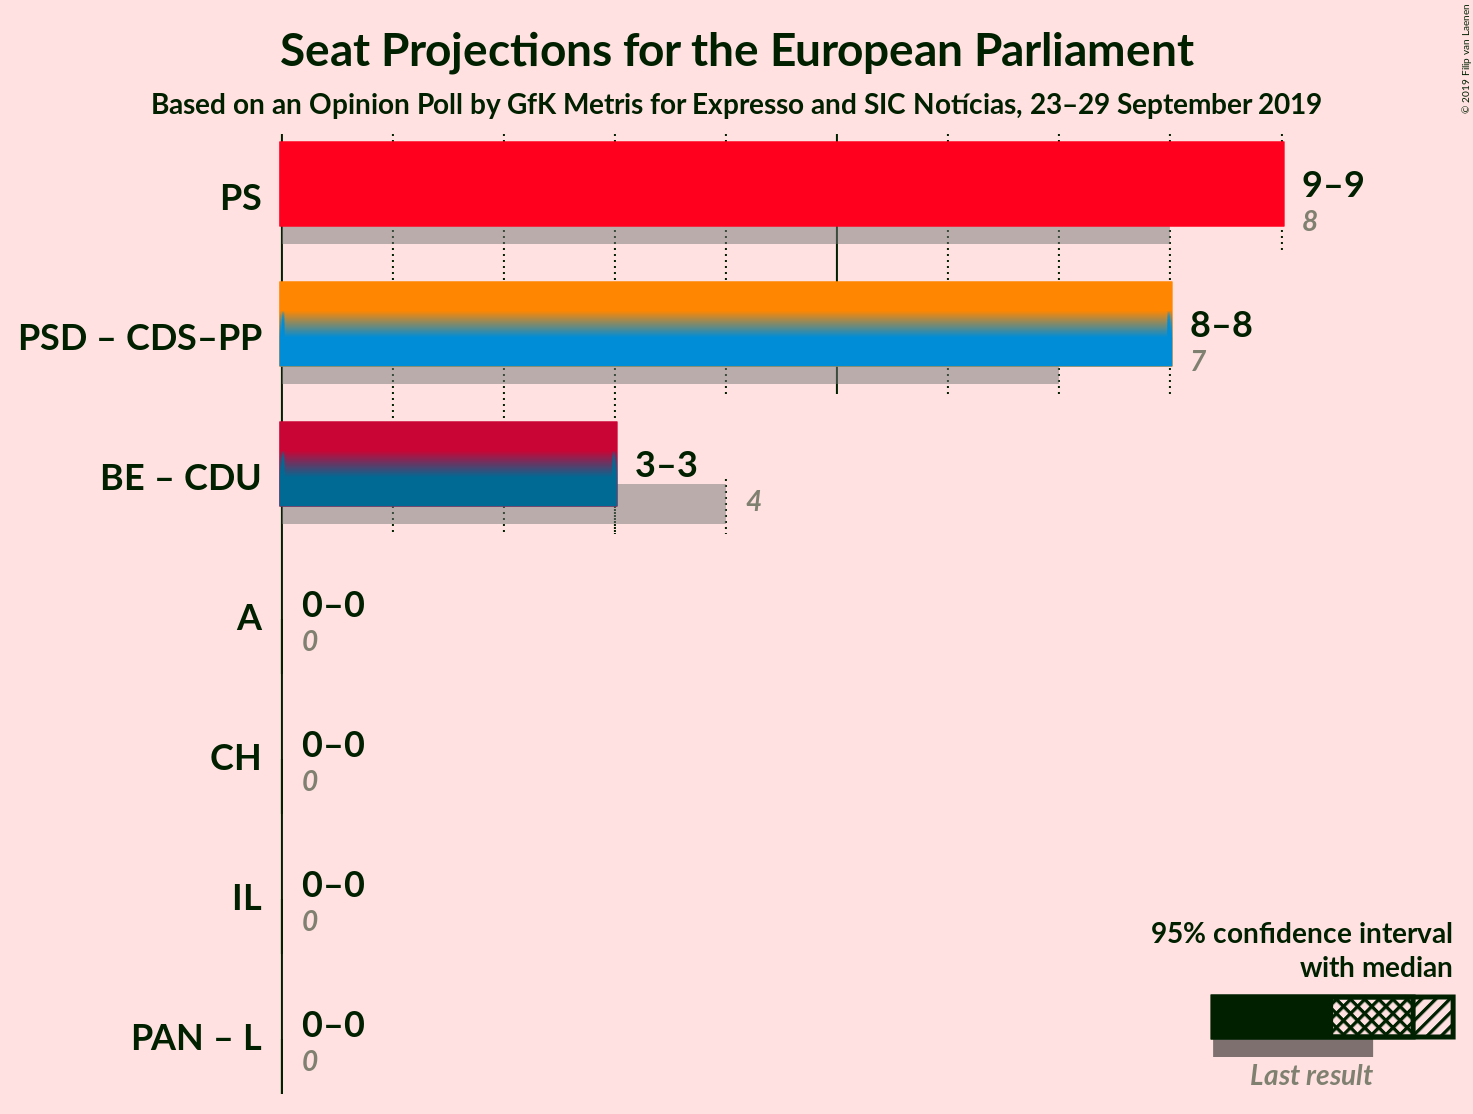 Seat Projections for the European Parliament
Based on an Opinion Poll by GfK Metris for Expresso and SIC Notícias, 23–29 September 2019
© 2019 Filip van Laenen
PS
9–9
8
PSD – CDS–PP
8–8
7
BE – CDU
3–3
4
A
0–0
0
CH
0–0
0
IL
0–0
0
PAN – L
0–0
0
95% confidence interval
with median
Last result